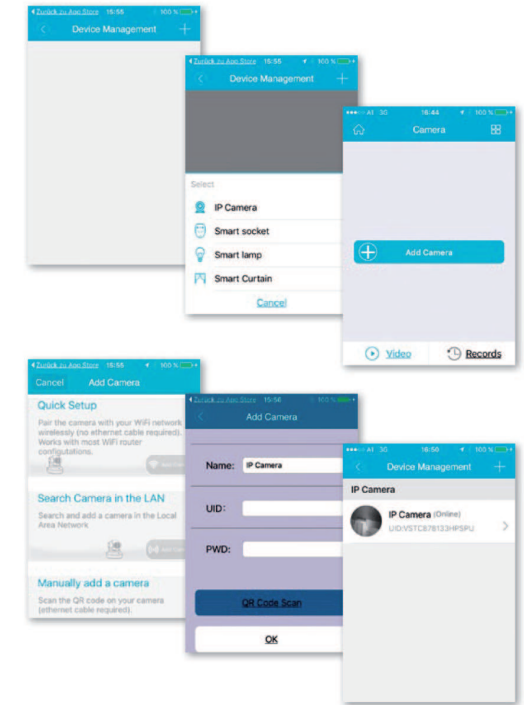 Zurück zu App Store 15:55 100 %
Device Management +
Zurück zu App Store 15:55 100 %
Device Management +
Select
IP Camera
Smart socket
Smart lamp
Smart Curtain
Cancel
3G 16:44 100 %
Camera
Add Camera
Video Records
Zurück zu App Store 15:55 100 %
Cancel Add Camera
Quick Setup
Pair the camera with your WiFi network
wirelessly (no ethernet cable required).
Works with most WiFi router
configutations.
Search Camera in the LAN
Search and add a camera in the Local
Area Network
Manually add a camera
Scan the QR code on your camera
(ethernet cable required).
Zurück zu App Store 15:56 100 %
Add Camera
Name: IP Camera
UID:
PWD:
QR Code Scan
OK
3G 16:50 100 %
Device Management +
IP Camera
IP Camera (Online)